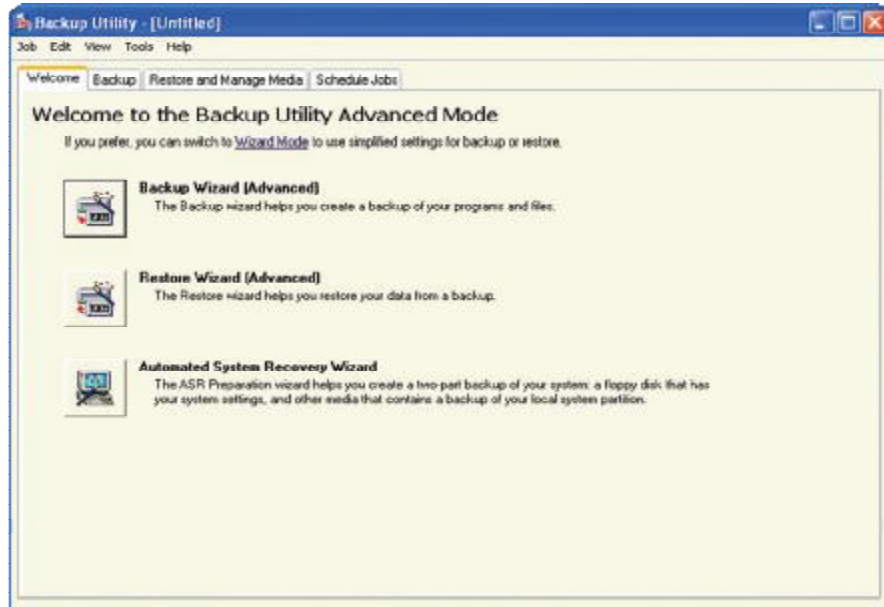 Backup Utility - [Untitled]
Job Edit View Tools Help
Welcome Backup Restore and Manage Media Schedule Jobs
Welcome to the Backup Utility Advanced Mode
If you prefer, you can switch to Wizard Mode to use simplified settings for backup or restore.
Backup Wizard (Advanced)
The Backup wizard helps you create a backup of your programs and files.
Restore Wizard (Advanced)
The Restore wizard helps you restore your data from a backup.
Automated System Recovery Wizard
The ASR Preparation wizard helps you create a two-part backup of your system: a floppy disk that has
your system settings, and other media that contains a backup of your local system partition.